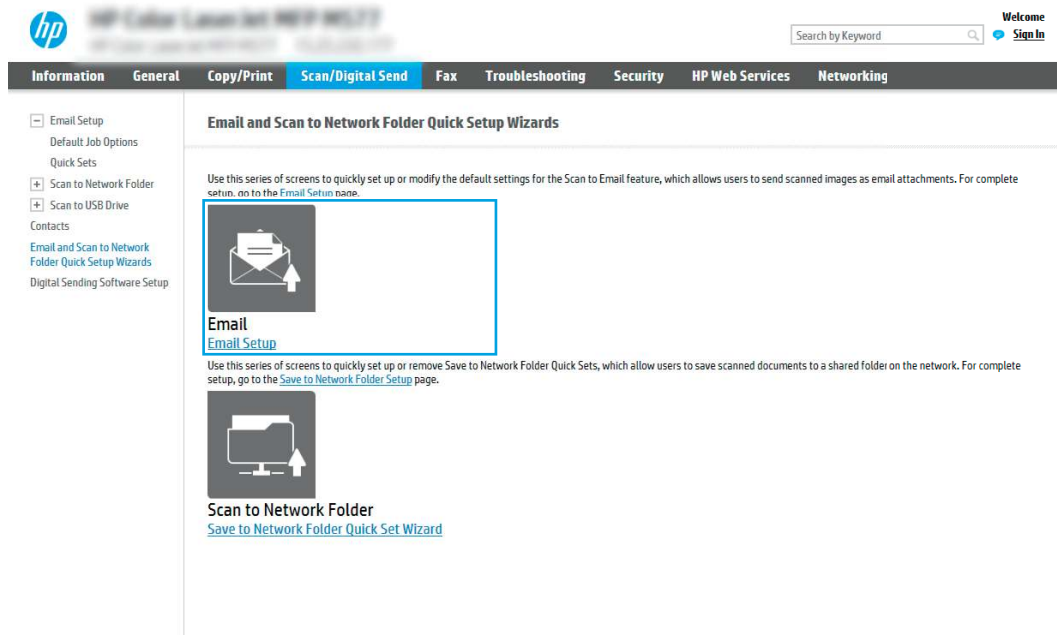 hp
Welcome
Search by Keyword
Sign In
Information General Copy/Print Scan/Digital Send Fax Troubleshooting Security HP Web Services Networking
Email Setup
Default Job Options
Quick Sets
Scan to Network Folder
Scan to USB Drive
Contacts
Email and Scan to Network
Folder Quick Setup Wizards
Digital Sending Software Setup
Email and Scan to Network Folder Quick Setup Wizards
Use this series of screens to quickly set up or modify the default settings for the Scan to Email feature, which allows users to send scanned images as email attachments. For complete
setup, go to the Email Setup page.
Email
Email Setup
Use this series of screens to quickly set up or remove Save to Network Folder Quick Sets, which allow users to save scanned documents to a shared folder on the network. For complete
setup, go to the Save to Network Folder Setup page.
Scan to Network Folder
Save to Network Folder Quick Set Wizard